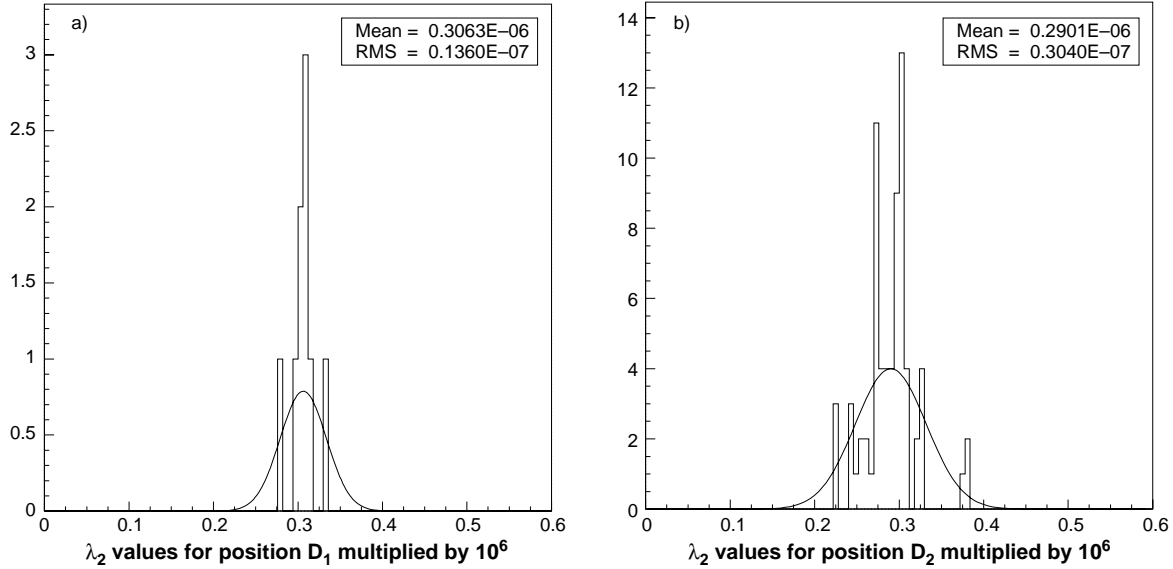 a)
Mean = 0.3063E–06
RMS = 0.1360E–07
3
2.5
2
1.5
1
0.5
0
0 0.1 0.2 0.3 0.4 0.5 0.6
λ2 values for position D1 multiplied by 10^6
b)
Mean = 0.2901E–06
RMS = 0.3040E–07
14
12
10
8
6
4
2
0
0 0.1 0.2 0.3 0.4 0.5 0.6
λ2 values for position D2 multiplied by 10^6